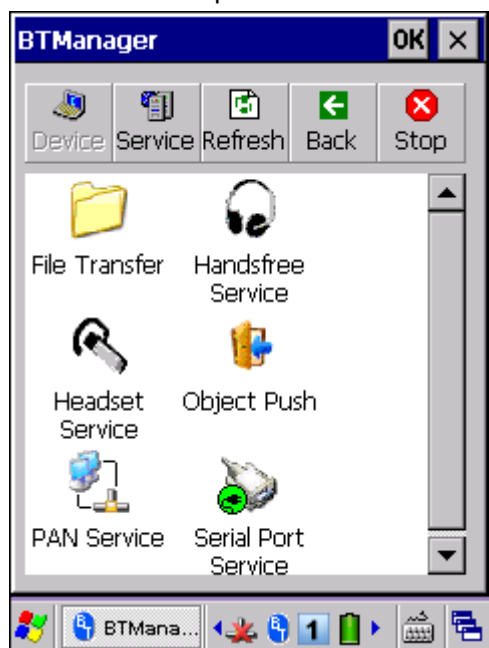 BTManager OK
Device Service Refresh Back Stop
File Transfer Handsfree
Service
Headset Object Push
Service
PAN Service Serial Port
Service
BTMana... 1